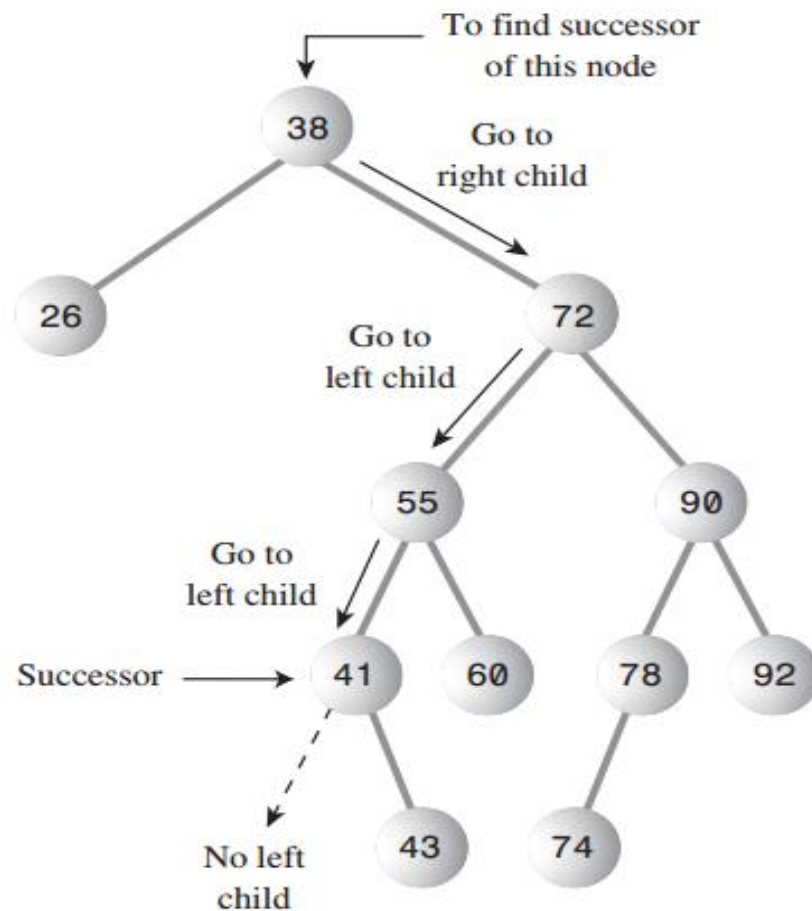 To find successor
of this node
38
Go to
right child
26
72
Go to
left child
55
90
Go to
left child
Successor
41
60
78
92
No left
child
43
74